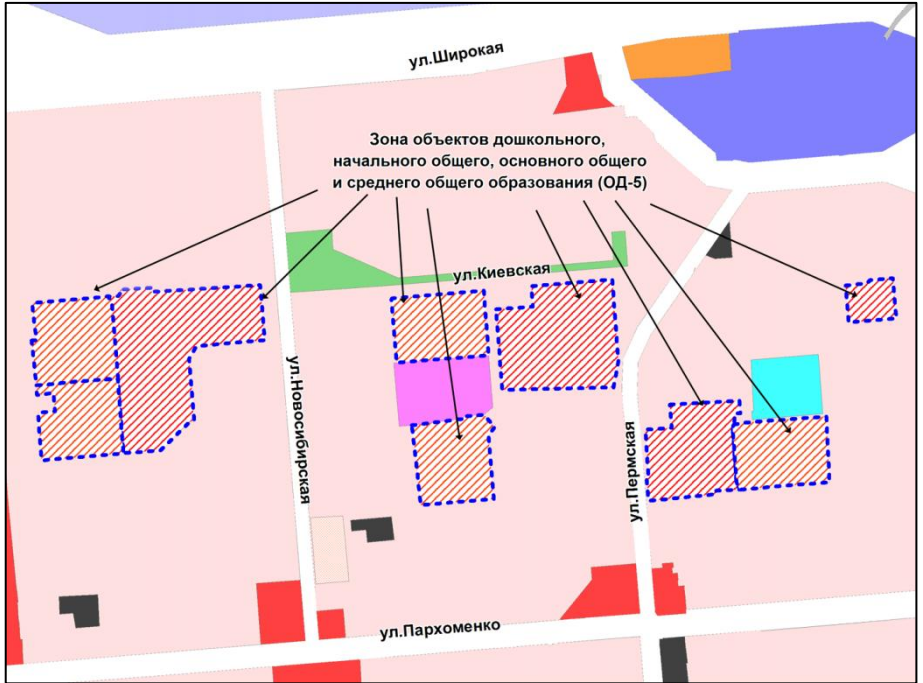 ул.Широкая
Зона объектов дошкольного,
начального общего, основного общего
и среднего общего образования (ОД-5)
ул.Киевская
ул.Новосибирская
ул.Пермская
ул.Пархоменко